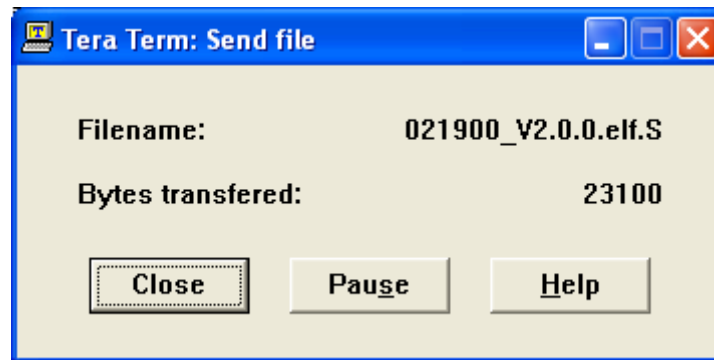 Tera Term: Send file
Filename: 021900_V2.0.0.elf.S
Bytes transfered: 23100
Close Pause Help